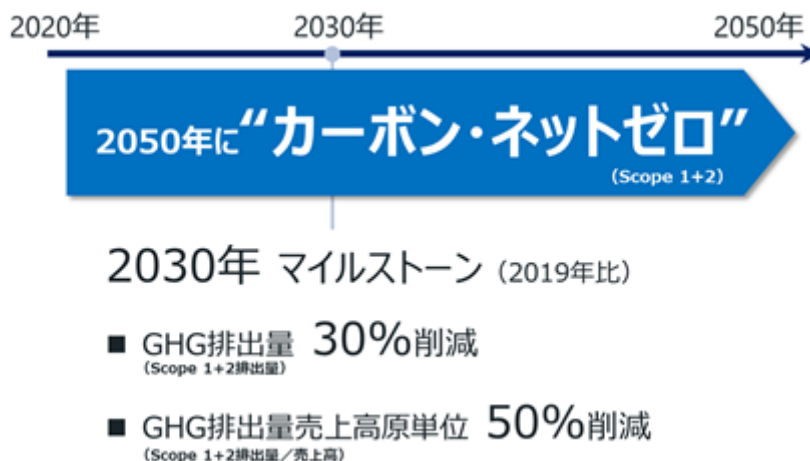 2020年 2030年 2050年
2050年に“カーボン・ネットゼロ”
(Scope 1+2)
2030年 マイルストーン（2019年比）
■ GHG排出量 30%削減
(Scope 1+2排出量)
■ GHG排出量売上高原単位 50%削減
(Scope 1+2排出量／売上高)